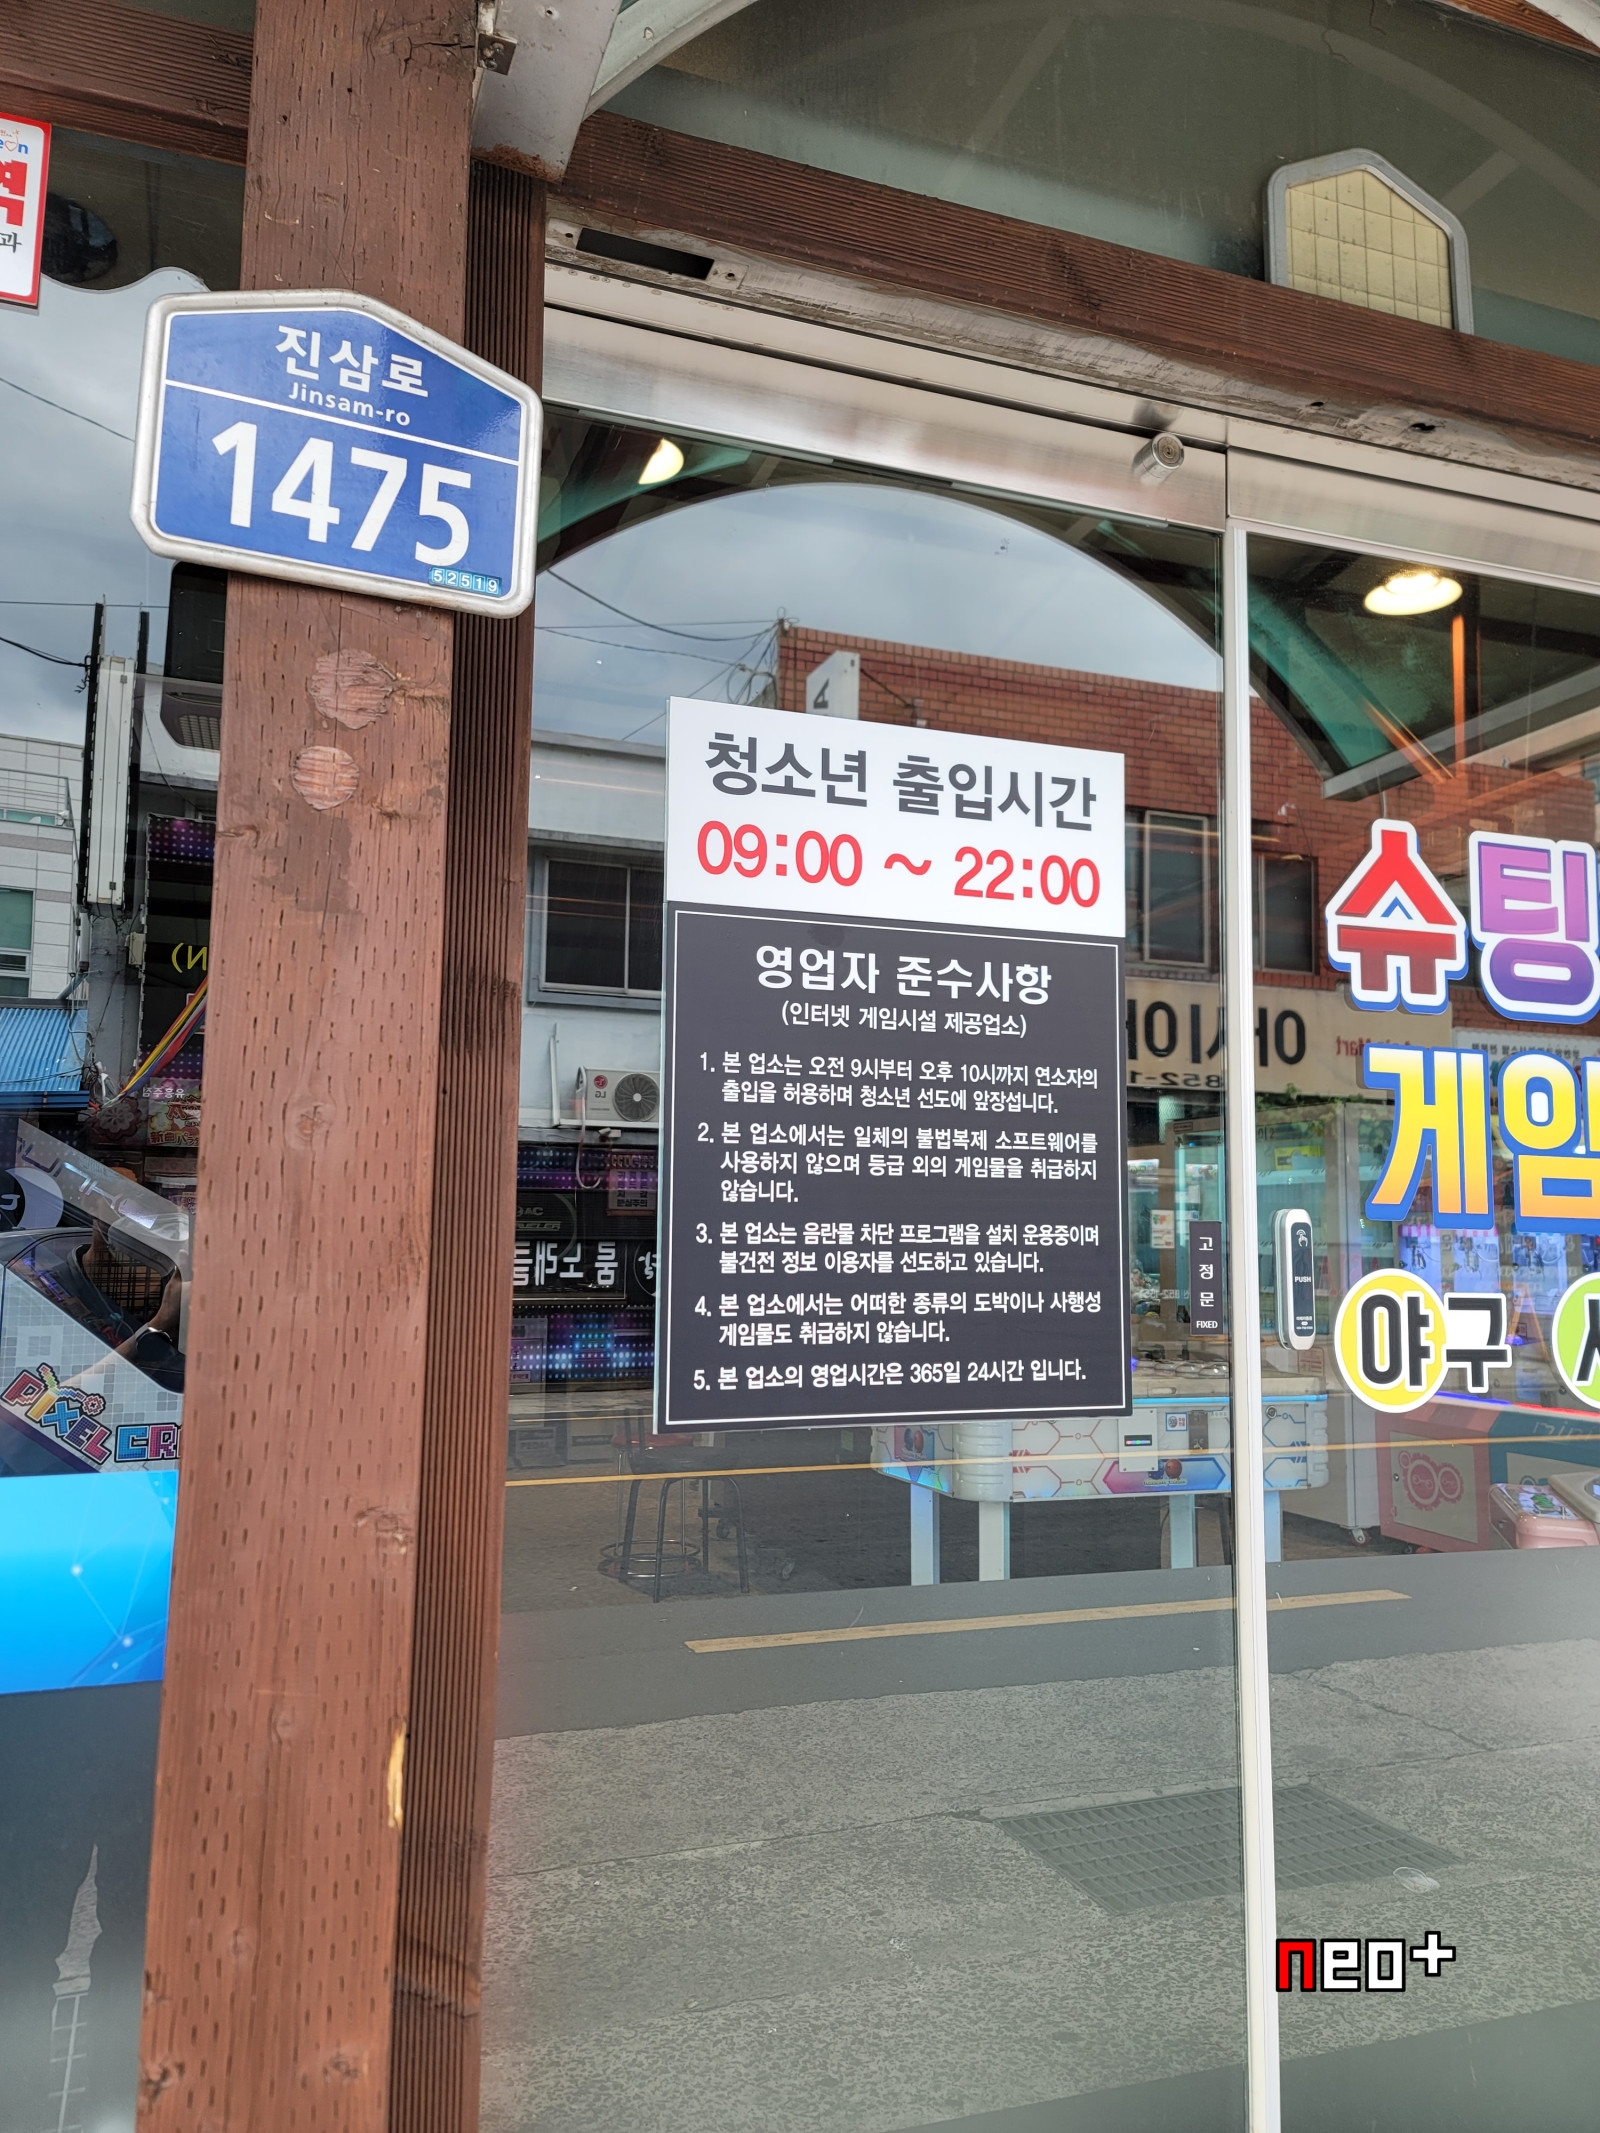 진삼로
Jinsam-ro
1475
52519
청소년 출입시간
09:00 ~ 22:00
영업자 준수사항
(인터넷 게임시설 제공업소)
1. 본 업소는 오전 9시부터 오후 10시까지 연소자의
출입을 허용하며 청소년 선도에 앞장섭니다.
2. 본 업소에서는 일체의 불법복제 소프트웨어를
사용하지 않으며 등급 외의 게임물을 취급하지
않습니다.
3. 본 업소는 음란물 차단 프로그램을 설치 운용중이며
불건전 정보 이용자를 선도하고 있습니다.
4. 본 업소에서는 어떠한 종류의 도박이나 사행성
게임물도 취급하지 않습니다.
5. 본 업소의 영업시간은 365일 24시간 입니다.
슈팅
게임
야구
고정문
FIXED
PUSH
PIXEL
neo+